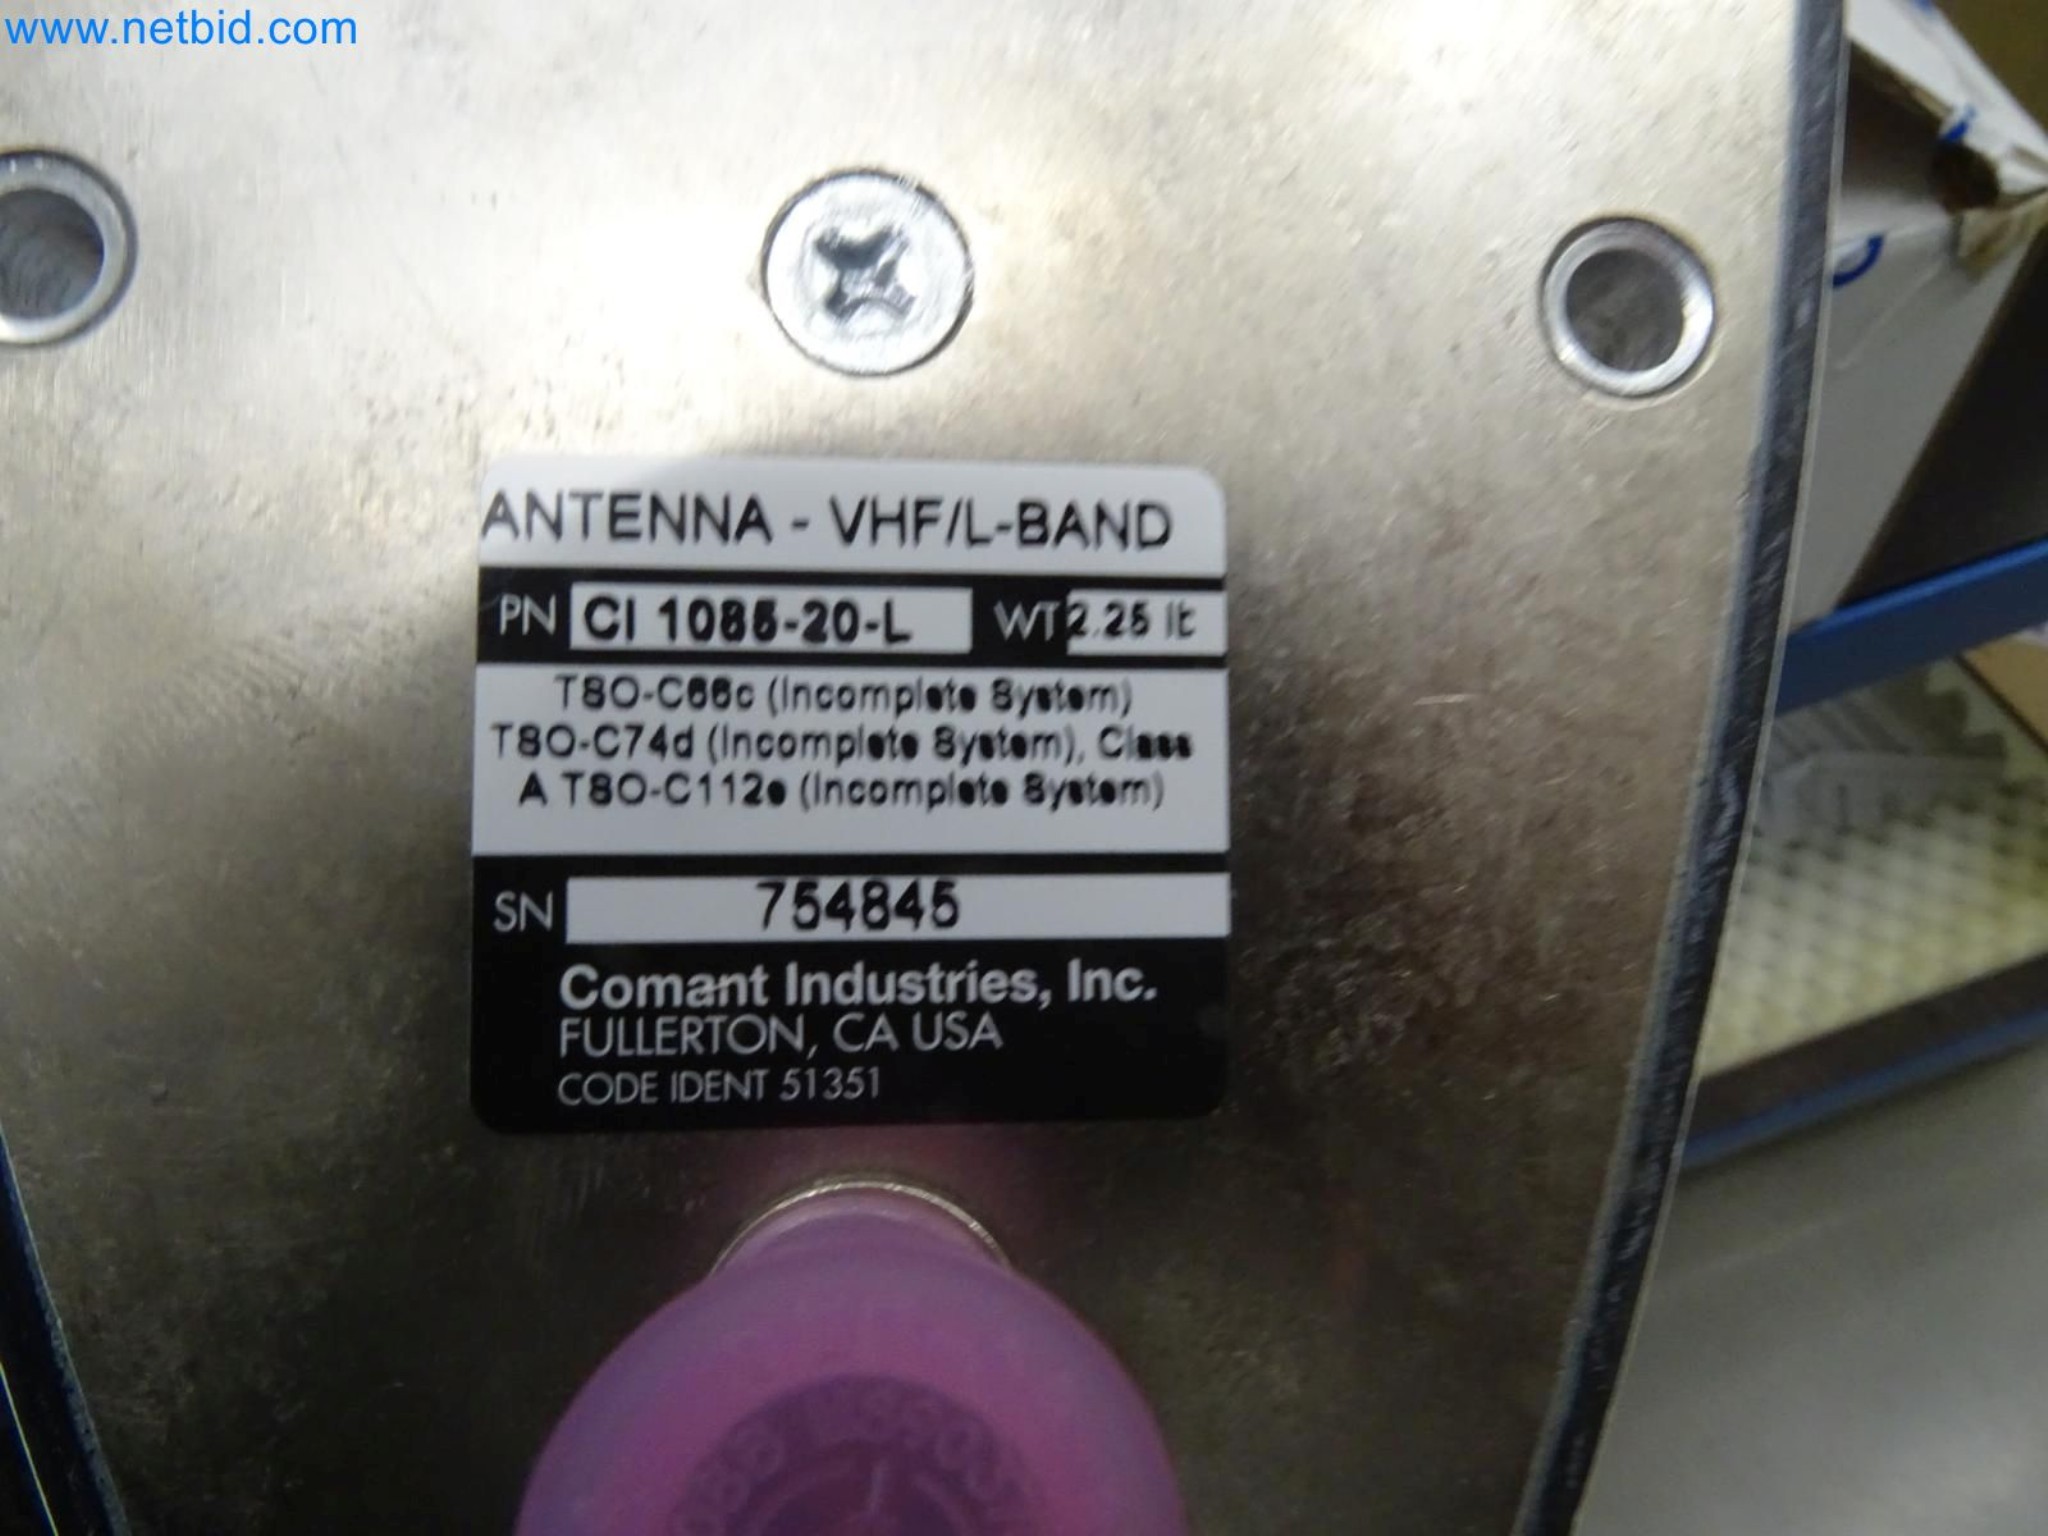 www.netbid.com
ANTENNA - VHF/L-BAND
PN CI 1085-20-L WT 2.25 lb
TSO-C66c (Incomplete System)
TSO-C74d (Incomplete System), Class
A TSO-C112e (Incomplete System)
SN 754845
Comant Industries, Inc.
FULLERTON, CA USA
CODE IDENT 51351